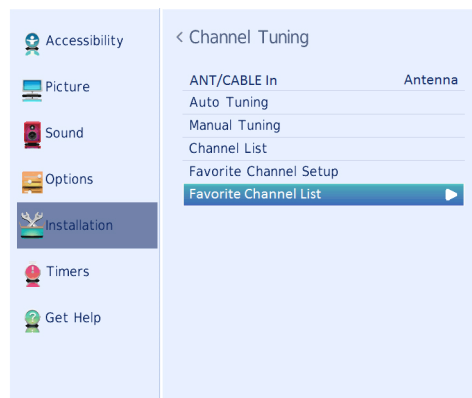 Accessibility
Picture
Sound
Options
Installation
Timers
Get Help
< Channel Tuning
ANT/CABLE In Antenna
Auto Tuning
Manual Tuning
Channel List
Favorite Channel Setup
Favorite Channel List